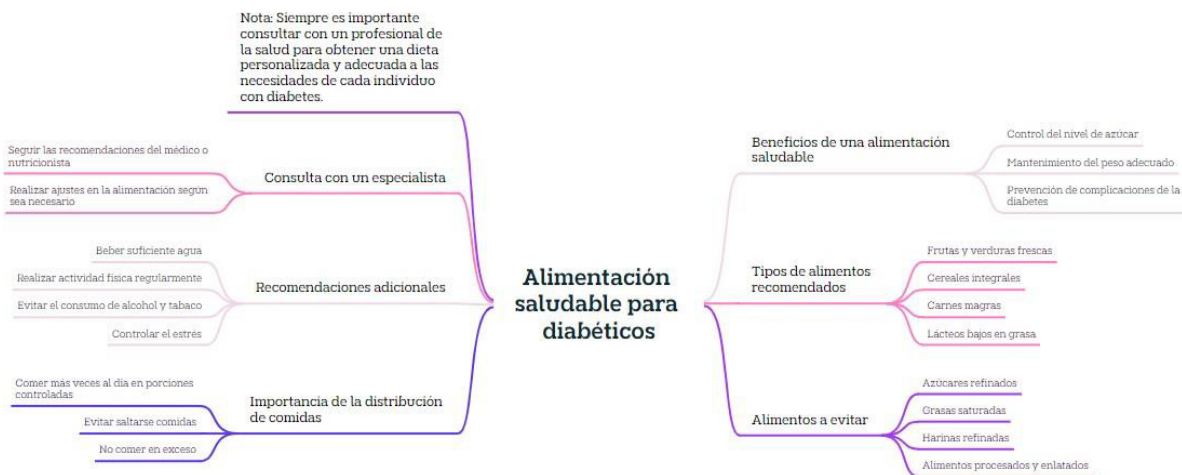 Nota: Siempre es importante
consultar con un profesional de
la salud para obtener una dieta
personalizada y adecuada a las
necesidades de cada individuo
con diabetes.
Seguir las recomendaciones del médico o
nutricionista
Realizar ajustes en la alimentación según
sea necesario
Consulta con un especialista
Beber suficiente agua
Realizar actividad física regularmente
Evitar el consumo de alcohol y tabaco
Controlar el estrés
Recomendaciones adicionales
Comer más veces al día en porciones
controladas
Evitar saltarse comidas
No comer en exceso
Importancia de la distribución
de comidas
Alimentación
saludable para
diabéticos
Beneficios de una alimentación
saludable
Control del nivel de azúcar
Mantenimiento del peso adecuado
Prevención de complicaciones de la
diabetes
Tipos de alimentos
recomendados
Frutas y verduras frescas
Cereales integrales
Carnes magras
Lácteos bajos en grasa
Alimentos a evitar
Azúcares refinados
Grasas saturadas
Harinas refinadas
Alimentos procesados y enlatados